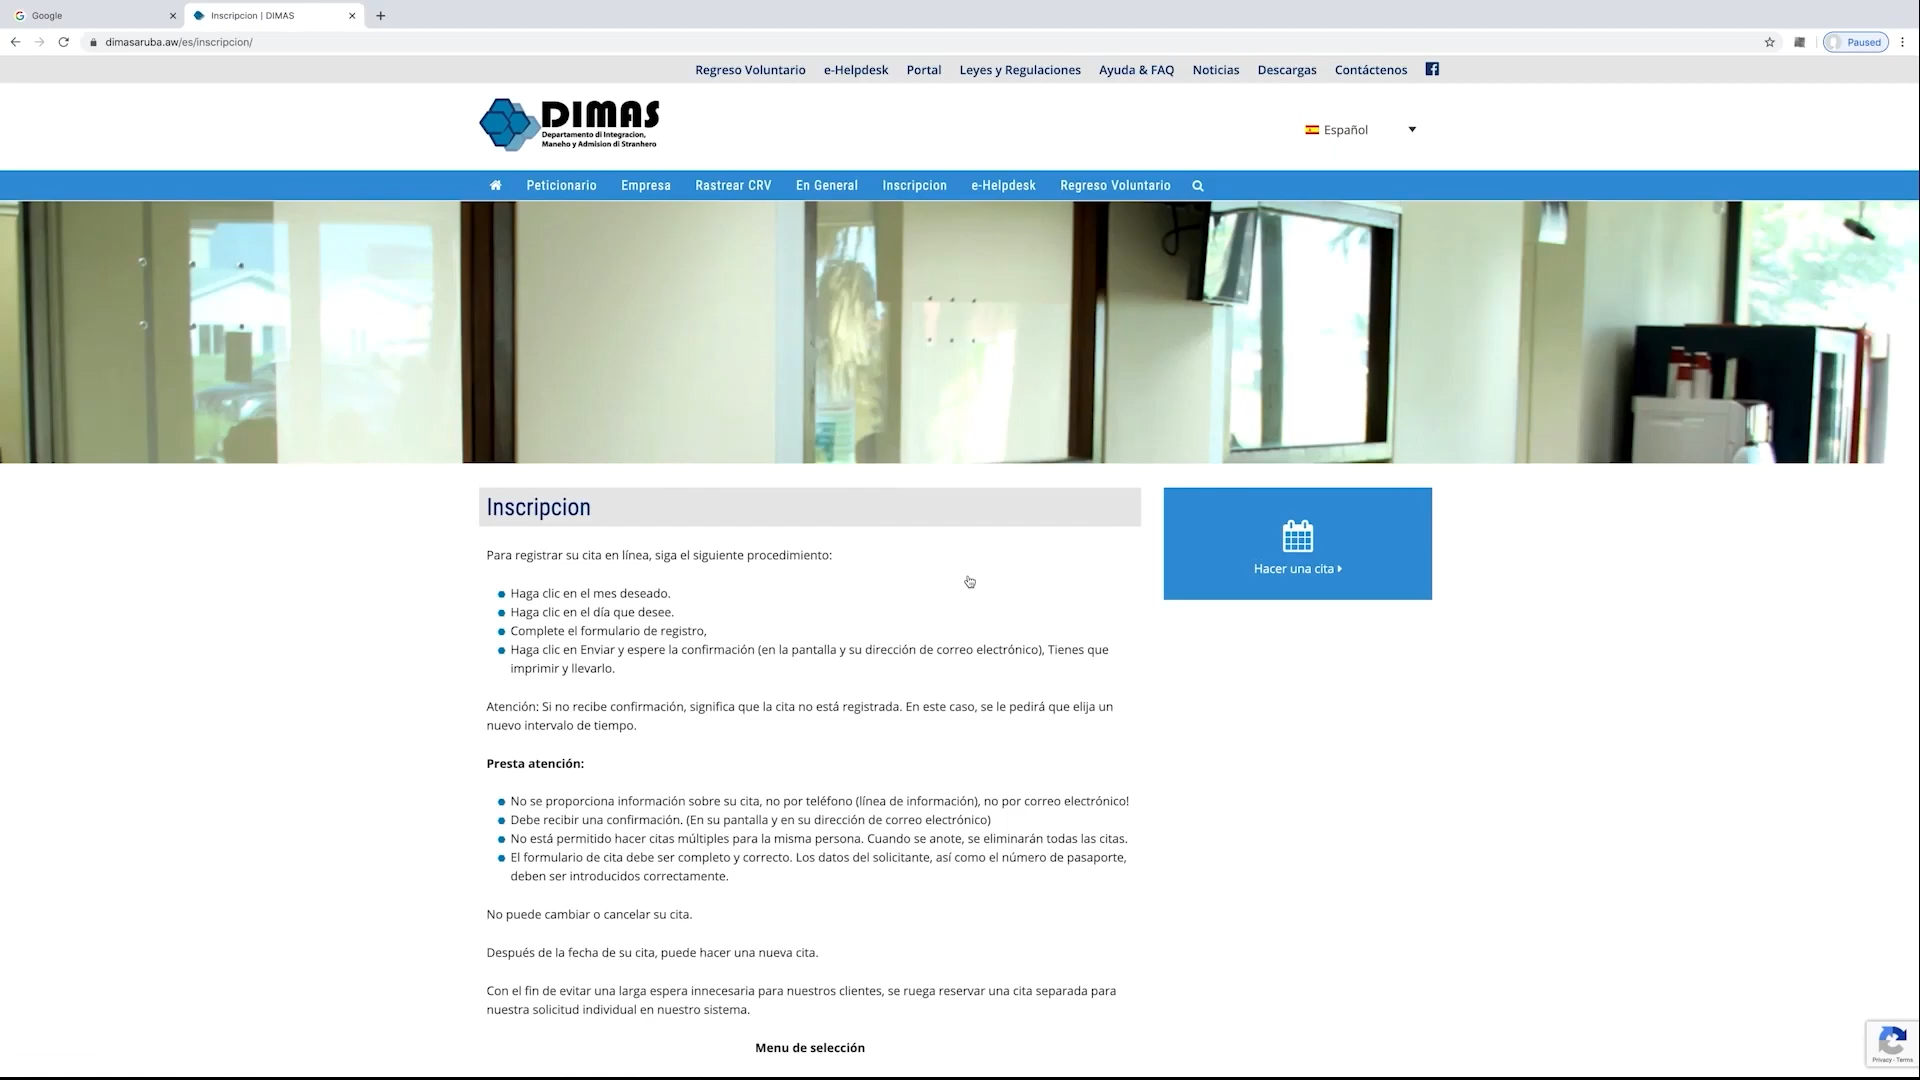 Google
Inscripcion | DIMAS
dimasaruba.aw/es/inscripcion/
Paused
Regreso Voluntario e-Helpdesk Portal Leyes y Regulaciones Ayuda & FAQ Noticias Descargas Contáctenos
DIMAS
Departamento di Integracion,
Maneho y Admision di Stranhero
Español
Peticionario Empresa Rastrear CRV En General Inscripcion e-Helpdesk Regreso Voluntario
Inscripcion
Hacer una cita
Para registrar su cita en línea, siga el siguiente procedimiento:
Haga clic en el mes deseado.
Haga clic en el día que desee.
Complete el formulario de registro,
Haga clic en Enviar y espere la confirmación (en la pantalla y su dirección de correo electrónico), Tienes que
imprimir y llevarlo.
Atención: Si no recibe confirmación, significa que la cita no está registrada. En este caso, se le pedirá que elija un
nuevo intervalo de tiempo.
Presta atención:
No se proporciona información sobre su cita, no por teléfono (línea de información), no por correo electrónico!
Debe recibir una confirmación. (En su pantalla y en su dirección de correo electrónico)
No está permitido hacer citas múltiples para la misma persona. Cuando se anote, se eliminarán todas las citas.
El formulario de cita debe ser completo y correcto. Los datos del solicitante, así como el número de pasaporte,
deben ser introducidos correctamente.
No puede cambiar o cancelar su cita.
Después de la fecha de su cita, puede hacer una nueva cita.
Con el fin de evitar una larga espera innecesaria para nuestros clientes, se ruega reservar una cita separada para
nuestra solicitud individual en nuestro sistema.
Menu de selección
Privacy - Terms